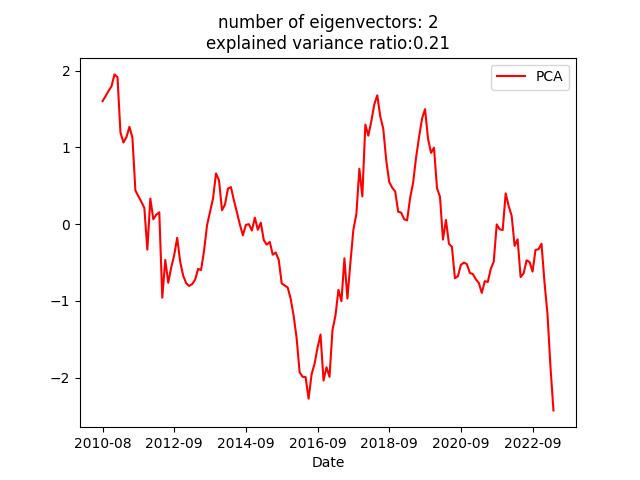 number of eigenvectors: 2
explained variance ratio:0.21
PCA
2
1
0
−1
−2
2010-08 2012-09 2014-09 2016-09 2018-09 2020-09 2022-09
Date